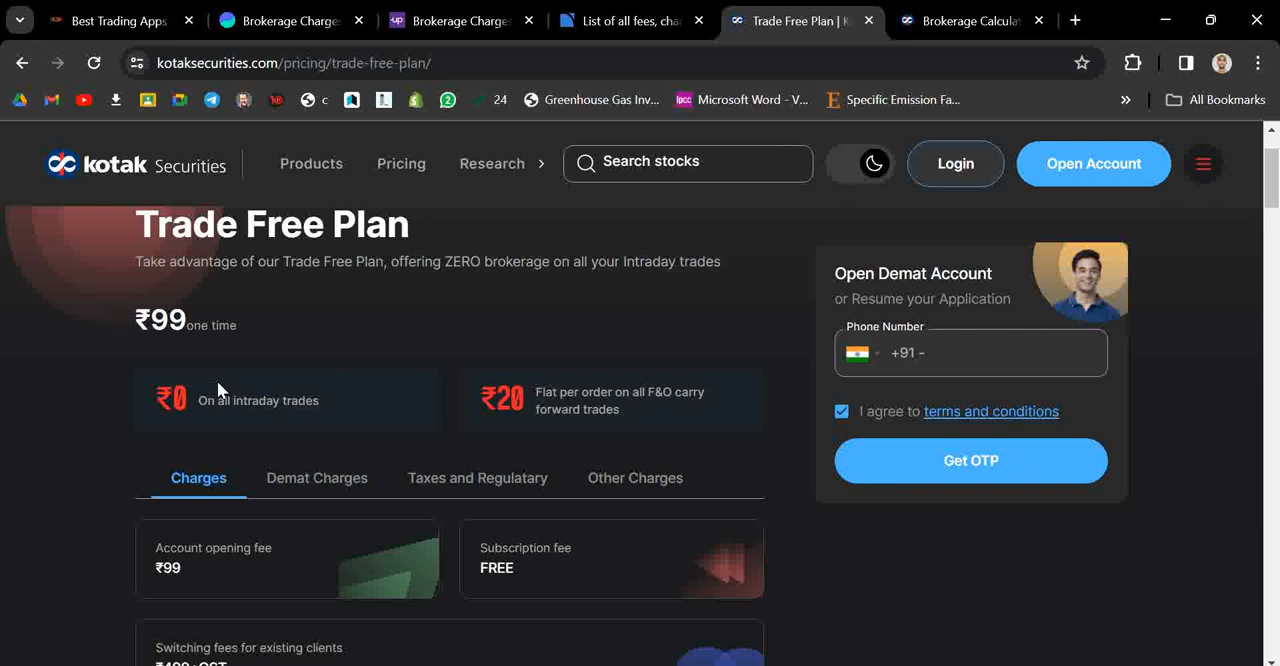 Best Trading Apps
Brokerage Charge
Brokerage Charge
List of all fees, cha
Trade Free Plan | K
Brokerage Calculat
kotaksecurities.com/pricing/trade-free-plan/
c
24
Greenhouse Gas Inv...
Microsoft Word - V...
Specific Emission Fa...
»
All Bookmarks
kotak Securities
Products
Pricing
Research
Search stocks
Login
Open Account
Trade Free Plan
Take advantage of our Trade Free Plan, offering ZERO brokerage on all your Intraday trades
₹99 one time
₹0
On all intraday trades
₹20
Flat per order on all F&O carry
forward trades
Open Demat Account
or Resume your Application
Phone Number
+91 -
I agree to terms and conditions
Get OTP
Charges
Demat Charges
Taxes and Regulatary
Other Charges
Account opening fee
₹99
Subscription fee
FREE
Switching fees for existing clients
₹499+GST